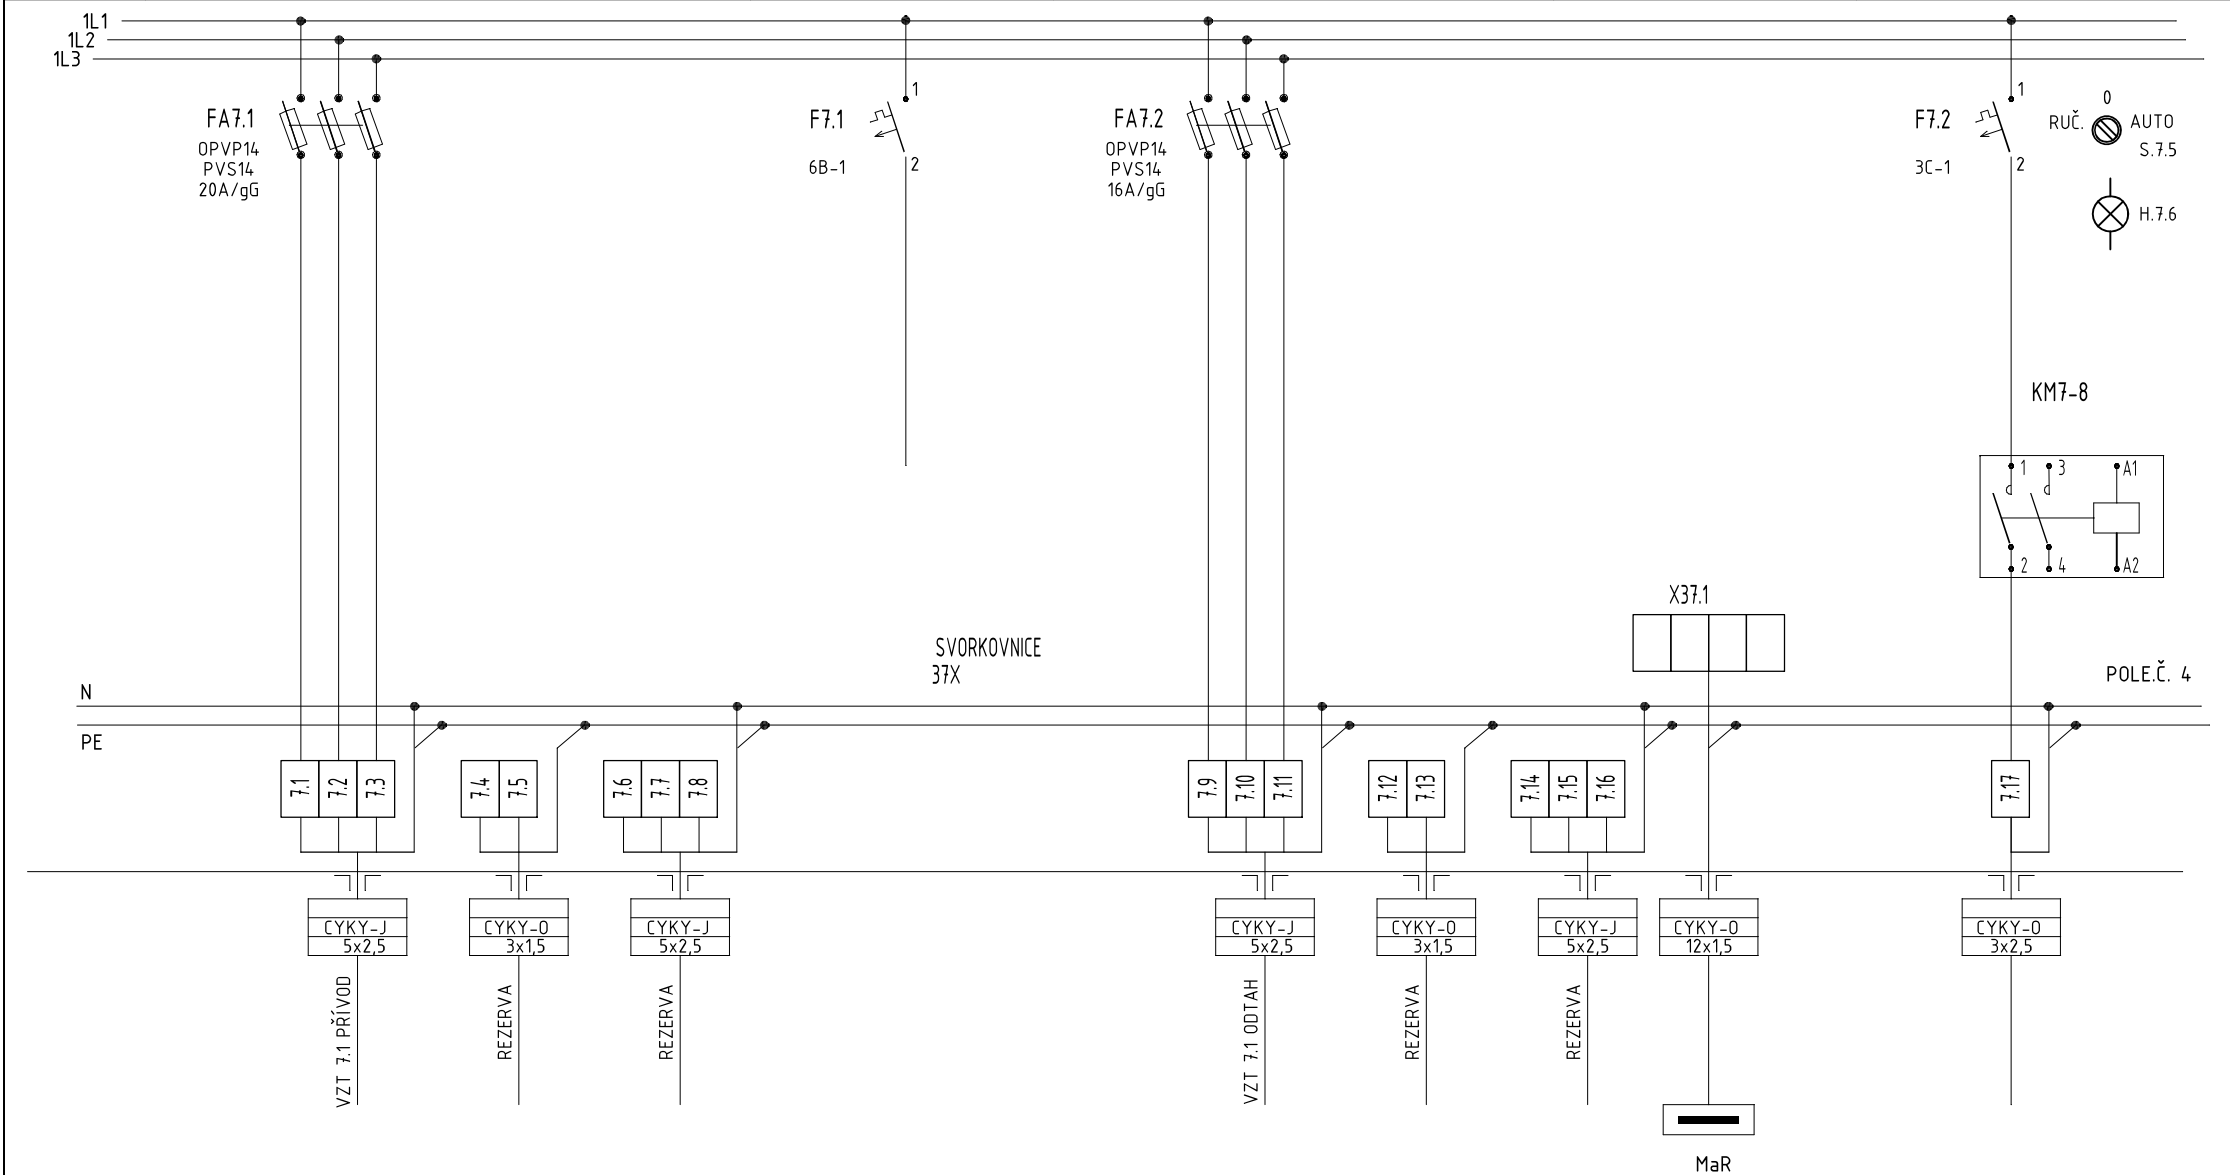 1L1
1L2
1L3
FA7.1
OPVP14
PVS14
20A/gG
F7.1
6B-1
1
2
FA7.2
OPVP14
PVS14
16A/gG
F7.2
3C-1
1
2
0
RUČ.
AUTO
S.7.5
H.7.6
KM7-8
1
3
A1
2
4
A2
X37.1
SVORKOVNICE
37X
POLE.Č. 4
N
PE
7.1
7.2
7.3
7.4
7.5
7.6
7.7
7.8
7.9
7.10
7.11
7.12
7.13
7.14
7.15
7.16
7.17
CYKY-J
5x2,5
CYKY-O
3x1,5
CYKY-J
5x2,5
CYKY-J
5x2,5
CYKY-O
3x1,5
CYKY-J
5x2,5
CYKY-O
12x1,5
CYKY-O
3x2,5
VZT 7.1 PŘÍVOD
REZERVA
REZERVA
VZT 7.1 ODTAH
REZERVA
REZERVA
MaR